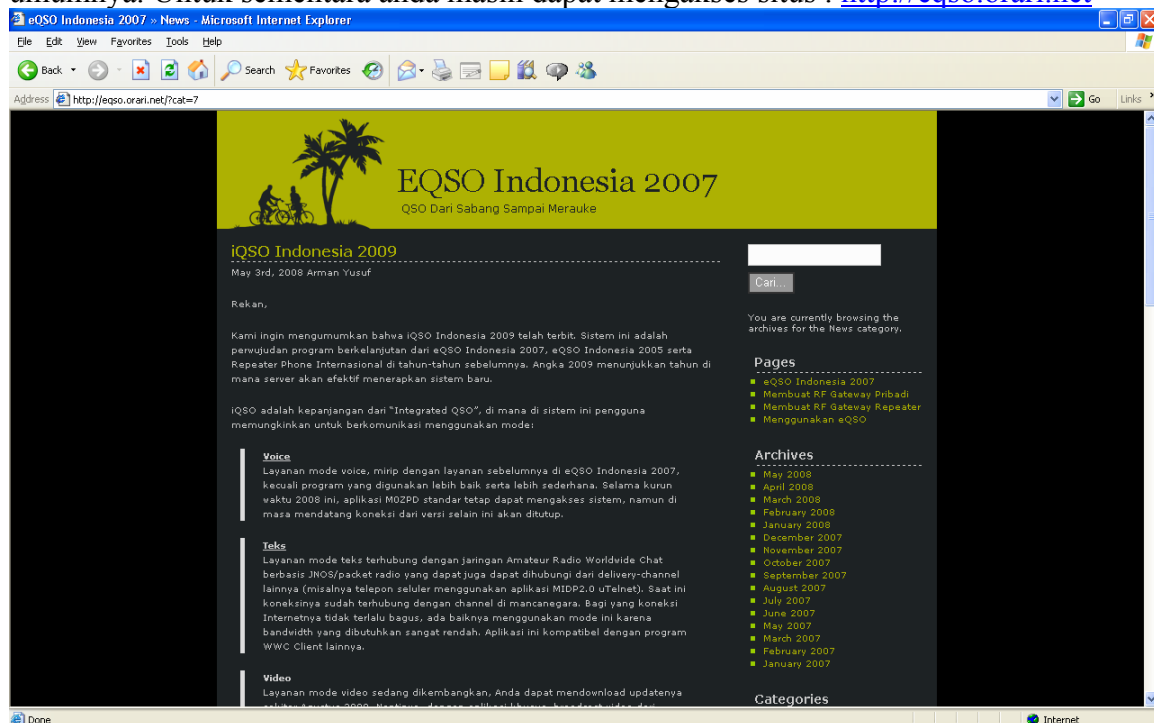 umumnya. Untuk sementara anda masih dapat mengakses situs : http://eqso.orari.net
eQSO Indonesia 2007 » News - Microsoft Internet Explorer
File Edit View Favorites Tools Help
Back Search Favorites
Address http://eqso.orari.net/?cat=7 Go Links
EQSO Indonesia 2007
QSO Dari Sabang Sampai Merauke
iQSO Indonesia 2009
May 3rd, 2008 Arman Yusuf
Rekan,
Kami ingin mengumumkan bahwa iQSO Indonesia 2009 telah terbit. Sistem ini adalah
perwujudan program berkelanjutan dari eQSO Indonesia 2007, eQSO Indonesia 2005 serta
Repeater Phone Internasional di tahun-tahun sebelumnya. Angka 2009 menunjukkan tahun di
mana server akan efektif menerapkan sistem baru.
iQSO adalah kepanjangan dari "Integrated QSO", di mana di sistem ini pengguna
memungkinkan untuk berkomunikasi menggunakan mode:
Voice
Layanan mode voice, mirip dengan layanan sebelumnya di eQSO Indonesia 2007,
kecuali program yang digunakan lebih baik serta lebih sederhana. Selama kurun
waktu 2008 ini, aplikasi M0ZPD standar tetap dapat mengakses sistem, namun di
masa mendatang koneksi dari versi selain ini akan ditutup.
Teks
Layanan mode teks terhubung dengan jaringan Amateur Radio Worldwide Chat
berbasis JNOS/packet radio yang dapat juga dapat dihubungi dari delivery-channel
lainnya (misalnya telepon seluler menggunakan aplikasi MIDP2.0 uTelnet). Saat ini
koneksinya sudah terhubung dengan channel di mancanegara. Bagi yang koneksi
Internetnya tidak terlalu bagus, ada baiknya menggunakan mode ini karena
bandwidth yang dibutuhkan sangat rendah. Aplikasi ini kompatibel dengan program
WWC Client lainnya.
Video
Layanan mode video sedang dikembangkan, Anda dapat mendownload updatenya
Cari...
You are currently browsing the
archives for the News category.
Pages
eQSO Indonesia 2007
Membuat RF Gateway Pribadi
Membuat RF Gateway Repeater
Menggunakan eQSO
Archives
May 2008
April 2008
March 2008
February 2008
January 2008
December 2007
November 2007
October 2007
September 2007
August 2007
July 2007
June 2007
May 2007
March 2007
February 2007
January 2007
Categories
Done Internet